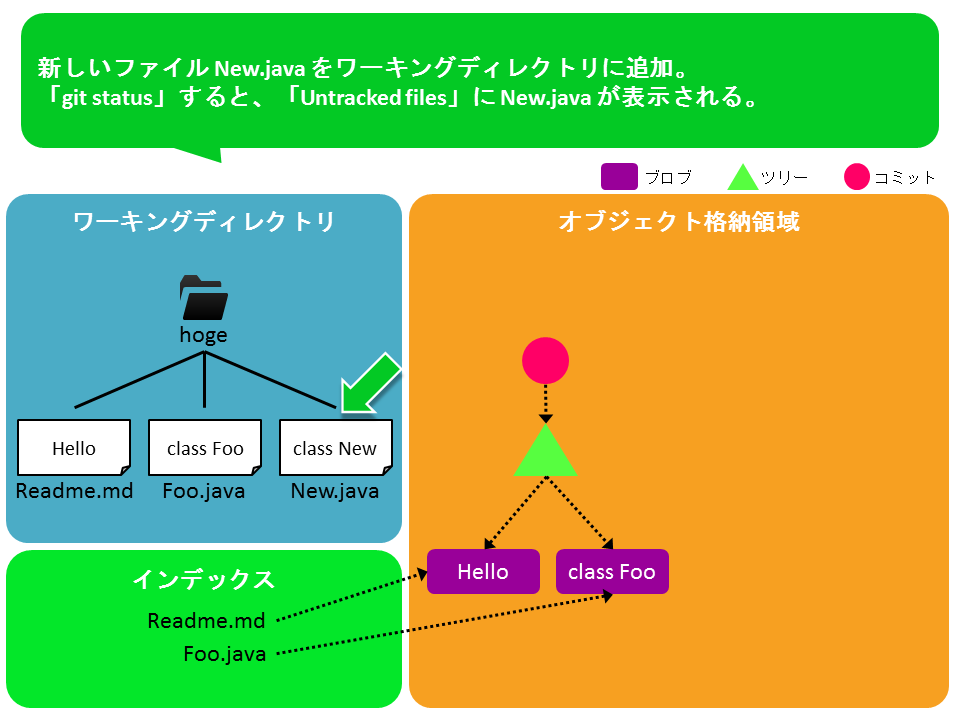 新しいファイル New.java をワーキングディレクトリに追加。
「git status」すると、「Untracked files」に New.java が表示される。
ブロブ ツリー コミット
ワーキングディレクトリ
オブジェクト格納領域
hoge
Hello class Foo class New
Readme.md Foo.java New.java
Hello class Foo
インデックス
Readme.md
Foo.java